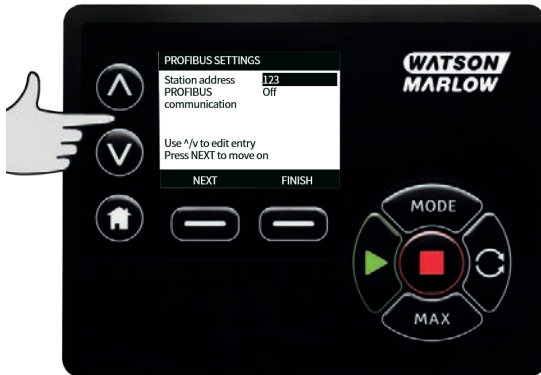 PROFIBUS SETTINGS
Station address 123
PROFIBUS Off
communication
Use ^/v to edit entry
Press NEXT to move on
NEXT FINISH
WATSON
MARLOW
MODE
MAX